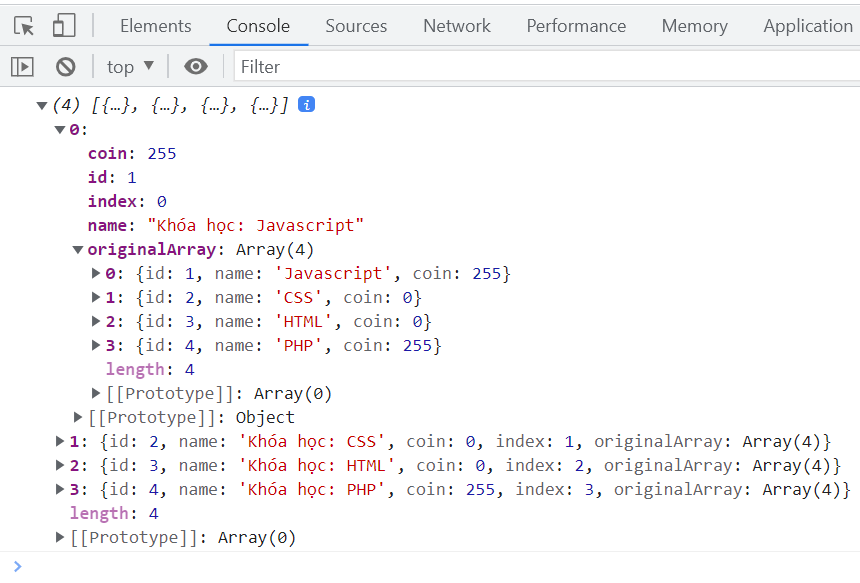 Elements Console Sources Network Performance Memory Application
top Filter
(4) [{…}, {…}, {…}, {…}] i
0:
coin: 255
id: 1
index: 0
name: "Khóa học: Javascript"
originalArray: Array(4)
0: {id: 1, name: 'Javascript', coin: 255}
1: {id: 2, name: 'CSS', coin: 0}
2: {id: 3, name: 'HTML', coin: 0}
3: {id: 4, name: 'PHP', coin: 255}
length: 4
[[Prototype]]: Array(0)
[[Prototype]]: Object
1: {id: 2, name: 'Khóa học: CSS', coin: 0, index: 1, originalArray: Array(4)}
2: {id: 3, name: 'Khóa học: HTML', coin: 0, index: 2, originalArray: Array(4)}
3: {id: 4, name: 'Khóa học: PHP', coin: 255, index: 3, originalArray: Array(4)}
length: 4
[[Prototype]]: Array(0)